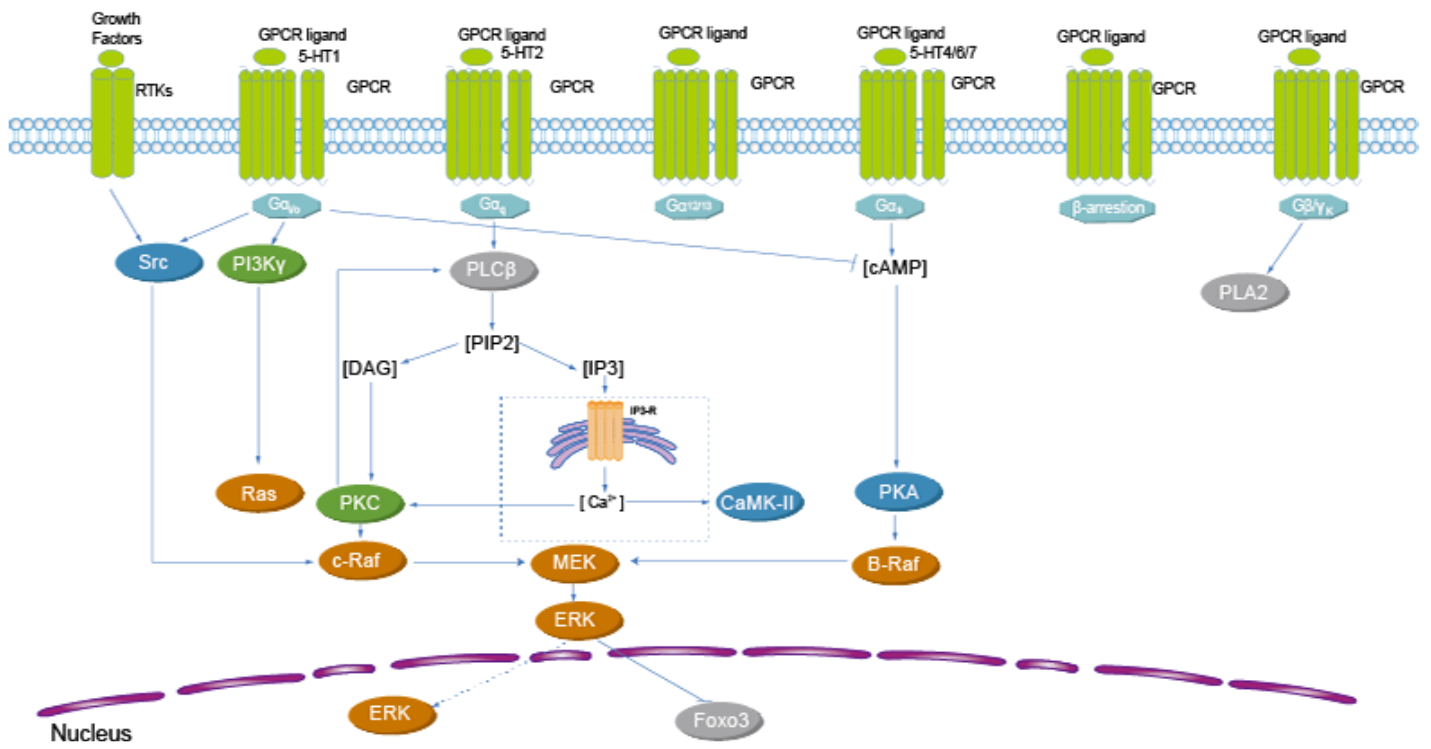 Growth
Factors
GPCR ligand
5-HT1
GPCR ligand
5-HT2
GPCR ligand
GPCR ligand
5-HT4/6/7
GPCR ligand
GPCR ligand
RTKs
GPCR
GPCR
GPCR
GPCR
GPCR
GPCR
Gαi/o
Gαq
Gα12/13
Gαs
β-arrestion
Gβ/γK
Src
PI3Kγ
PLCβ
[cAMP]
PLA2
[PIP2]
[DAG]
[IP3]
IP3-R
Ras
PKC
[Ca²⁺]
CaMK-II
PKA
c-Raf
MEK
B-Raf
ERK
ERK
Foxo3
Nucleus